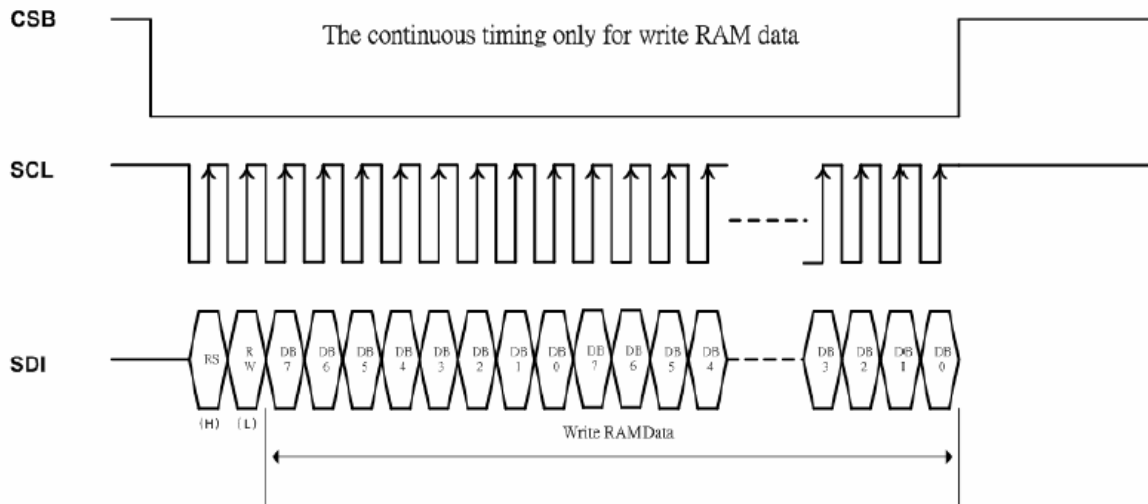 CSB
The continuous timing only for write RAM data
SCL
SDI
RS
R
W
DB
7
DB
6
DB
5
DB
4
DB
3
DB
2
DB
1
DB
0
DB
7
DB
6
DB
5
DB
4
DB
3
DB
2
DB
1
DB
0
(H)
(L)
Write RAMData